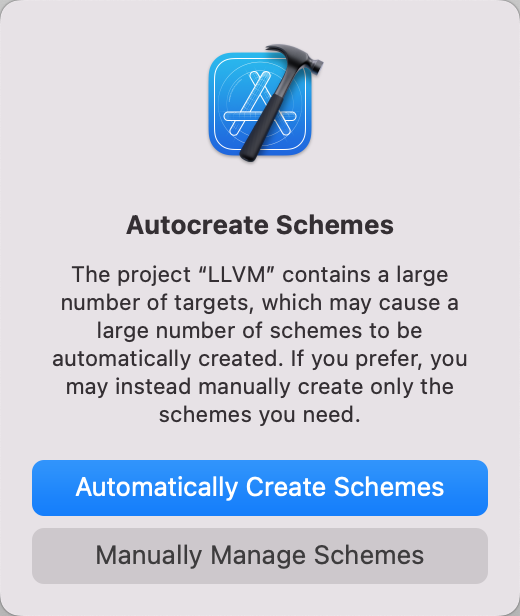 Autocreate Schemes
The project “LLVM” contains a large
number of targets, which may cause a
large number of schemes to be
automatically created. If you prefer, you
may instead manually create only the
schemes you need.
Automatically Create Schemes
Manually Manage Schemes